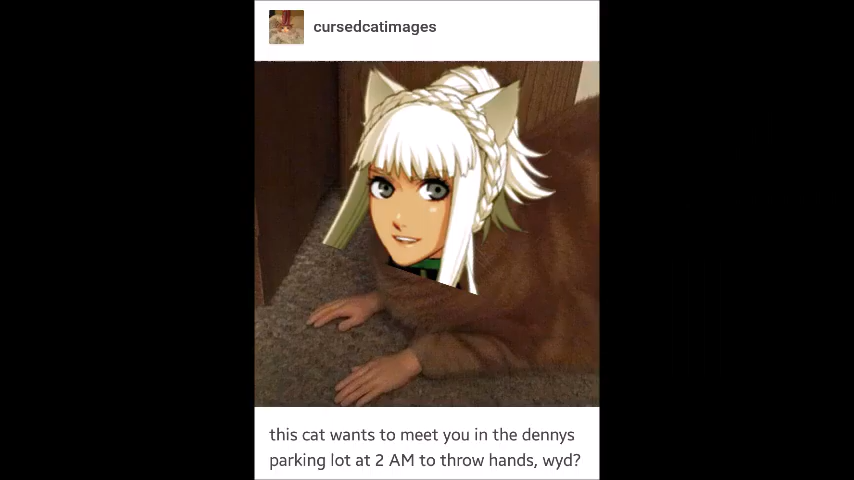 cursedcatimages
this cat wants to meet you in the dennys
parking lot at 2 AM to throw hands, wyd?